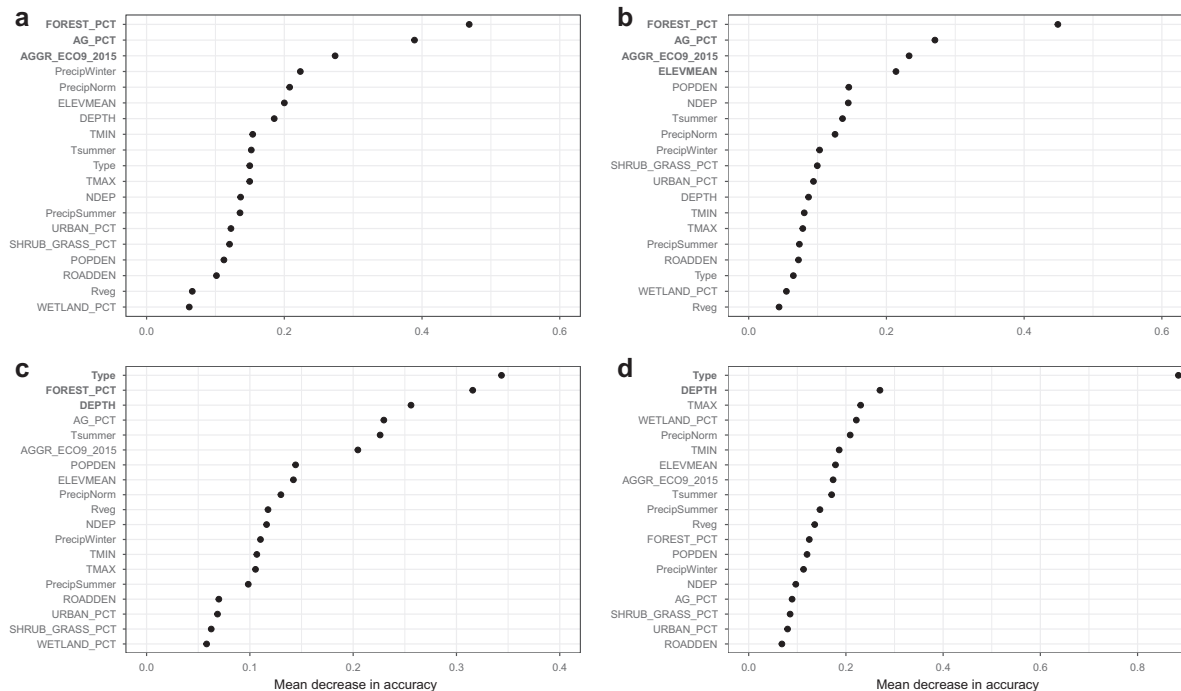 a
FOREST_PCT
AG_PCT
AGGR_ECO9_2015
PrecipWinter
PrecipNorm
ELEVMEAN
DEPTH
TMIN
Tsummer
Type
TMAX
NDEP
PrecipSummer
URBAN_PCT
SHRUB_GRASS_PCT
POPDEN
ROADDEN
Rveg
WETLAND_PCT
0.0 0.2 0.4 0.6
b
FOREST_PCT
AG_PCT
AGGR_ECO9_2015
ELEVMEAN
POPDEN
NDEP
Tsummer
PrecipNorm
PrecipWinter
SHRUB_GRASS_PCT
URBAN_PCT
DEPTH
TMIN
TMAX
PrecipSummer
ROADDEN
Type
WETLAND_PCT
Rveg
0.0 0.2 0.4 0.6
c
Type
FOREST_PCT
DEPTH
AG_PCT
Tsummer
AGGR_ECO9_2015
POPDEN
ELEVMEAN
PrecipNorm
Rveg
NDEP
PrecipWinter
TMIN
TMAX
PrecipSummer
ROADDEN
URBAN_PCT
SHRUB_GRASS_PCT
WETLAND_PCT
0.0 0.1 0.2 0.3 0.4
Mean decrease in accuracy
d
Type
DEPTH
TMAX
WETLAND_PCT
PrecipNorm
TMIN
ELEVMEAN
AGGR_ECO9_2015
Tsummer
PrecipSummer
Rveg
FOREST_PCT
POPDEN
PrecipWinter
NDEP
AG_PCT
SHRUB_GRASS_PCT
URBAN_PCT
ROADDEN
0.0 0.2 0.4 0.6 0.8
Mean decrease in accuracy